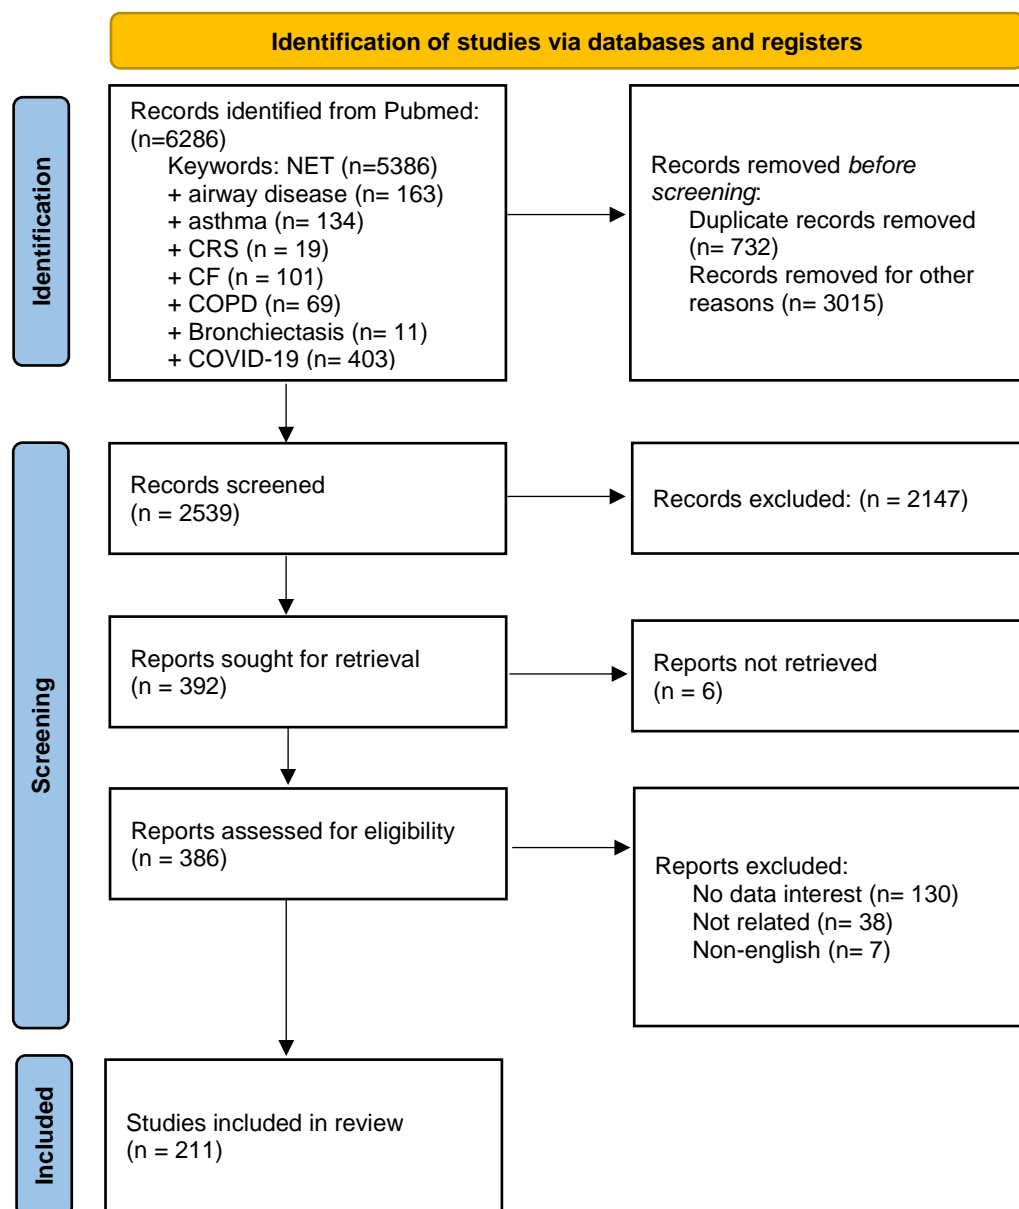 Identification of studies via databases and registers
Identification
Records identified from Pubmed:
(n=6286)
Keywords: NET (n=5386)
+ airway disease (n= 163)
+ asthma (n= 134)
+ CRS (n = 19)
+ CF (n = 101)
+ COPD (n= 69)
+ Bronchiectasis (n= 11)
+ COVID-19 (n= 403)
Records removed before
screening:
Duplicate records removed
(n= 732)
Records removed for other
reasons (n= 3015)
Screening
Records screened
(n = 2539)
Records excluded: (n = 2147)
Reports sought for retrieval
(n = 392)
Reports not retrieved
(n = 6)
Reports assessed for eligibility
(n = 386)
Reports excluded:
No data interest (n= 130)
Not related (n= 38)
Non-english (n= 7)
Included
Studies included in review
(n = 211)